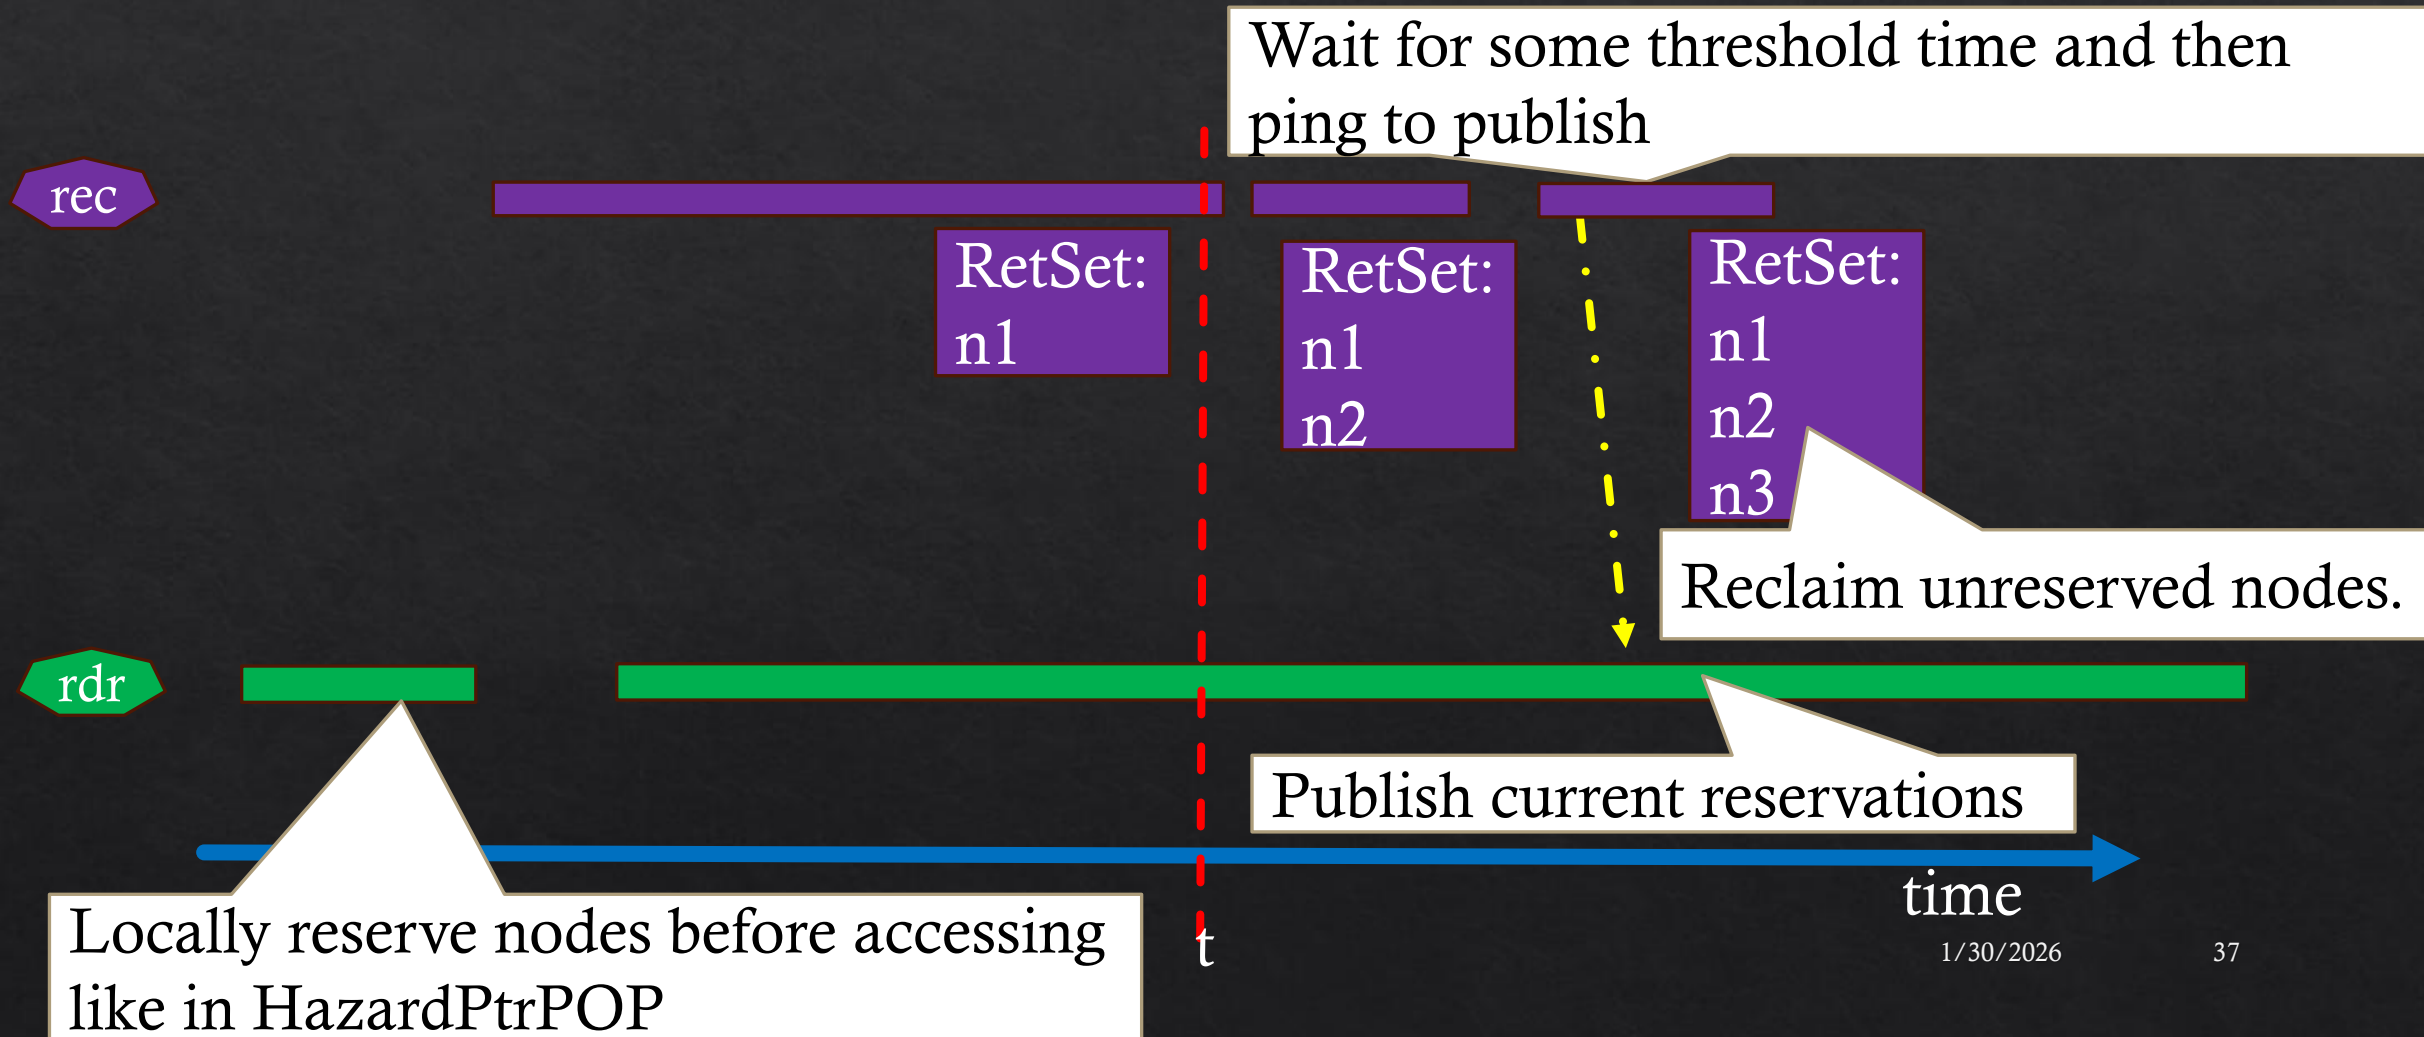 Wait for some threshold time and then
ping to publish
rec
RetSet:
n1
RetSet:
n1
n2
RetSet:
n1
n2
n3
Reclaim unreserved nodes.
rdr
Publish current reservations
time
Locally reserve nodes before accessing
like in HazardPtrPOP
t
1/30/2026
37